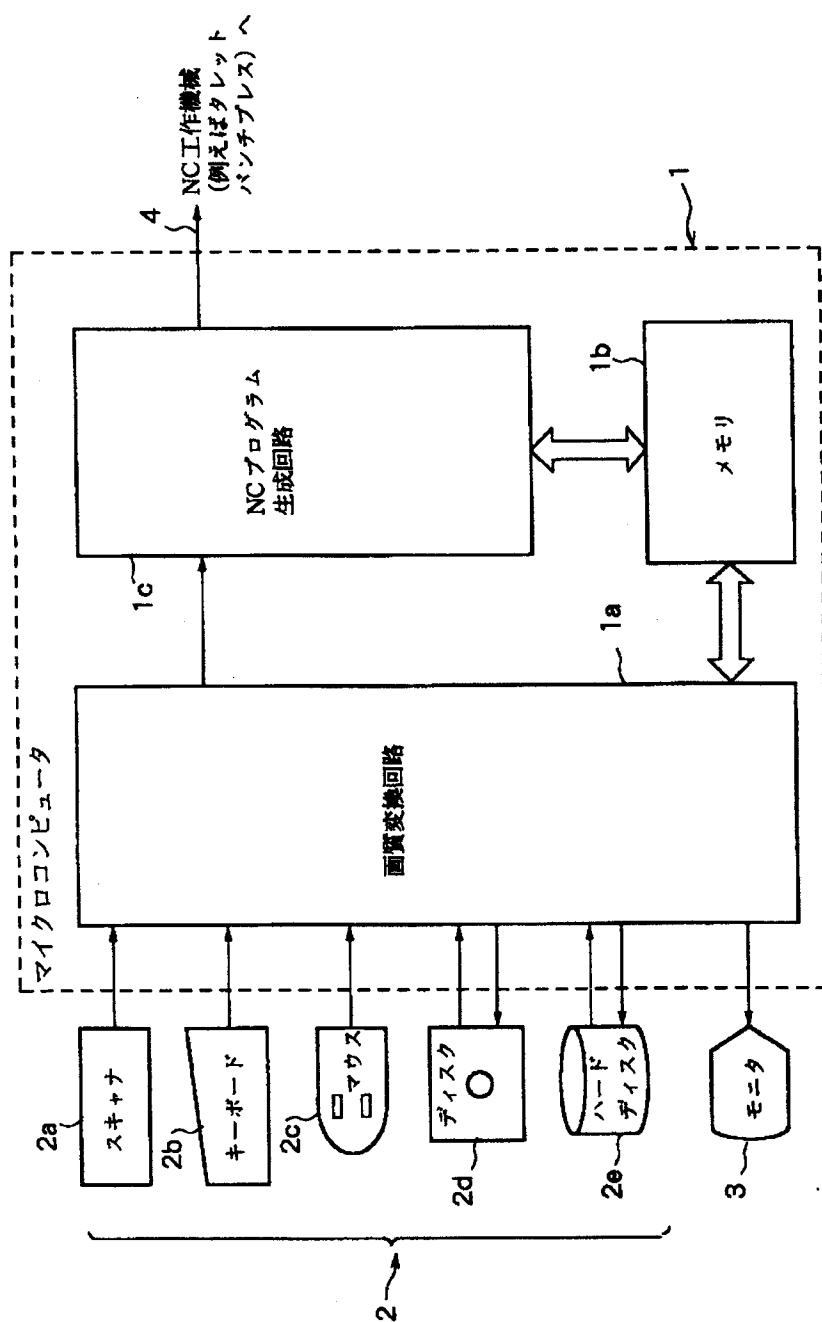 マイクロコンピュータ
2
2a
スキャナ
2b
キーボード
2c
マウス
2d
ディスク
2e
ハード
ディスク
3
モニタ
画質変換回路
1a
1c
NCプログラム
生成回路
1b
メモリ
1
4
NC工作機械
(例えばタレット
パンチプレス)へ